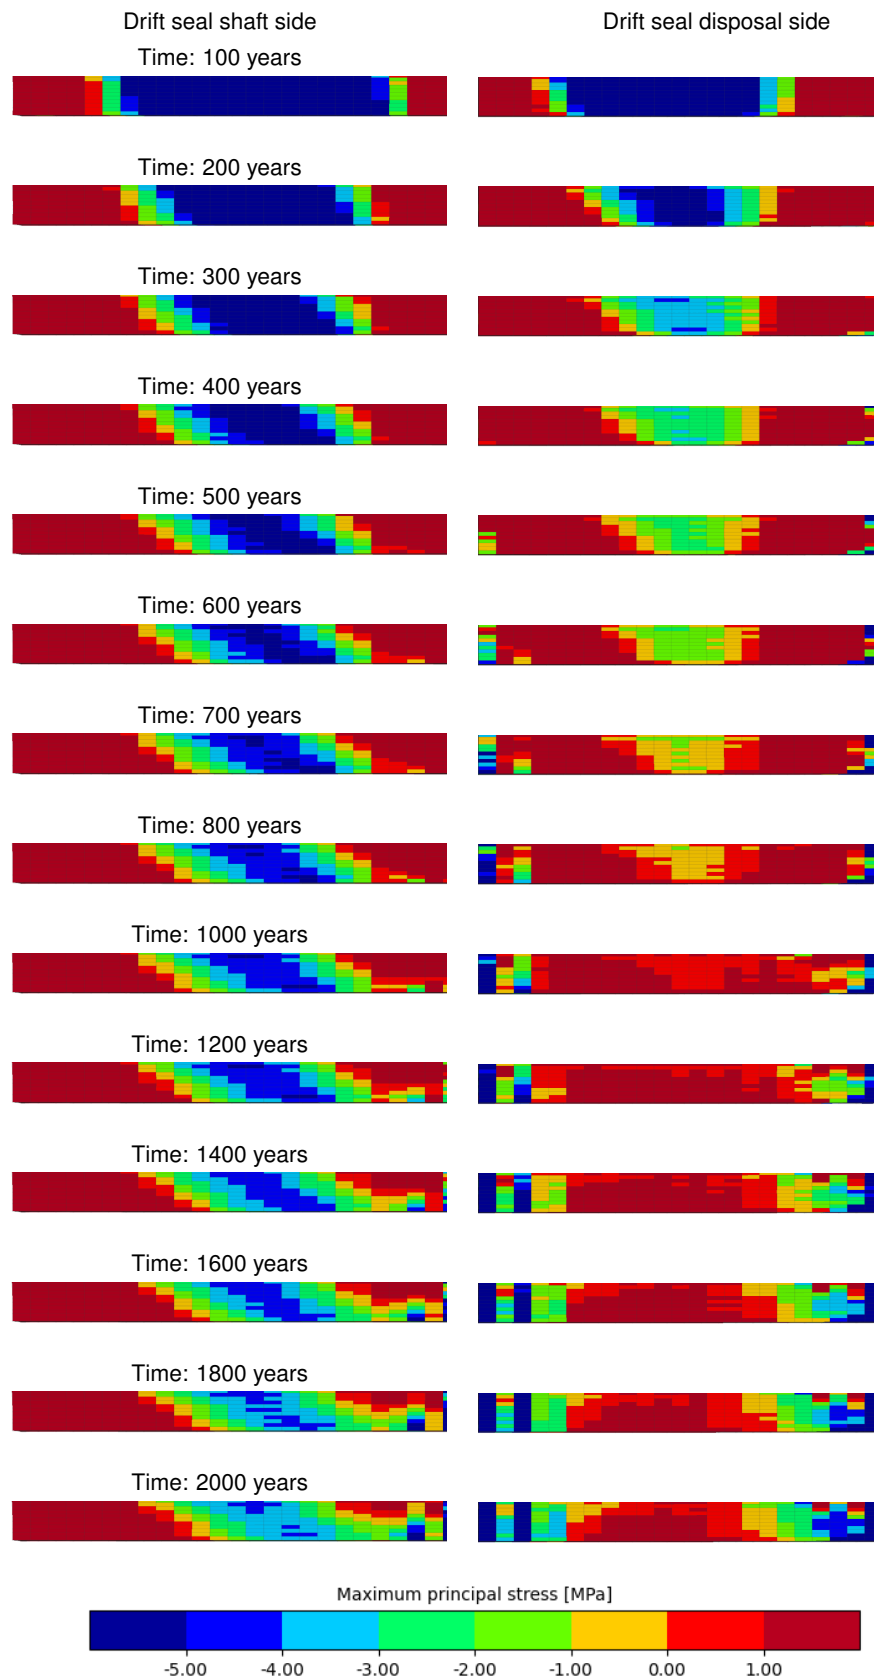 Drift seal shaft side
Drift seal disposal side
Time: 100 years
Time: 200 years
Time: 300 years
Time: 400 years
Time: 500 years
Time: 600 years
Time: 700 years
Time: 800 years
Time: 1000 years
Time: 1200 years
Time: 1400 years
Time: 1600 years
Time: 1800 years
Time: 2000 years
Maximum principal stress [MPa]
-5.00 -4.00 -3.00 -2.00 -1.00 0.00 1.00